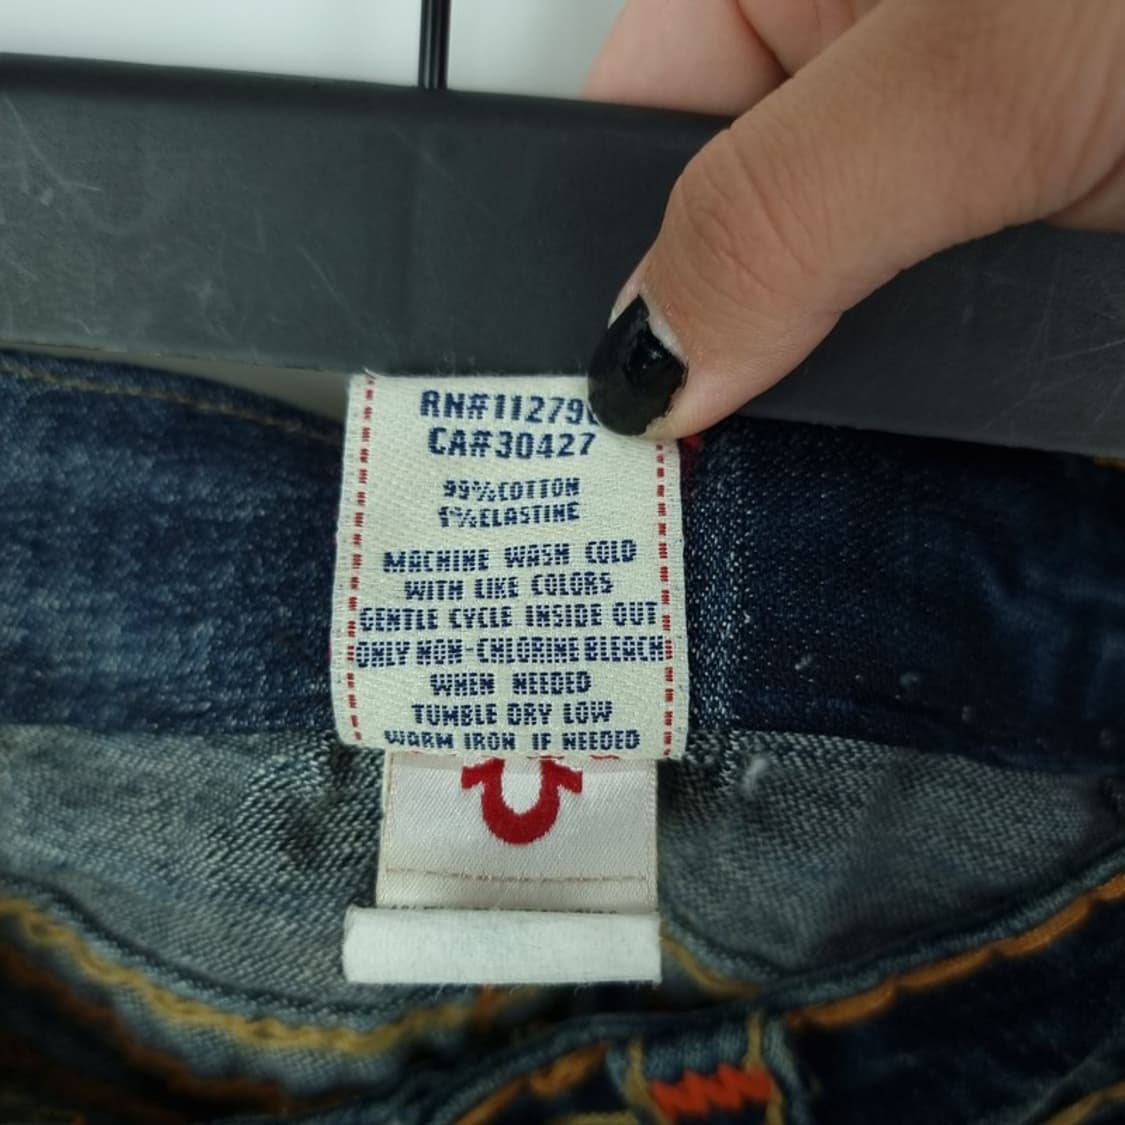 RN#11279
CA#30427
99%COTTON
1%ELASTINE
MACHINE WASH COLD
WITH LIKE COLORS
GENTLE CYCLE INSIDE OUT
ONLY NON-CHLORINE BLEACH
WHEN NEEDED
TUMBLE DRY LOW
WARM IRON IF NEEDED